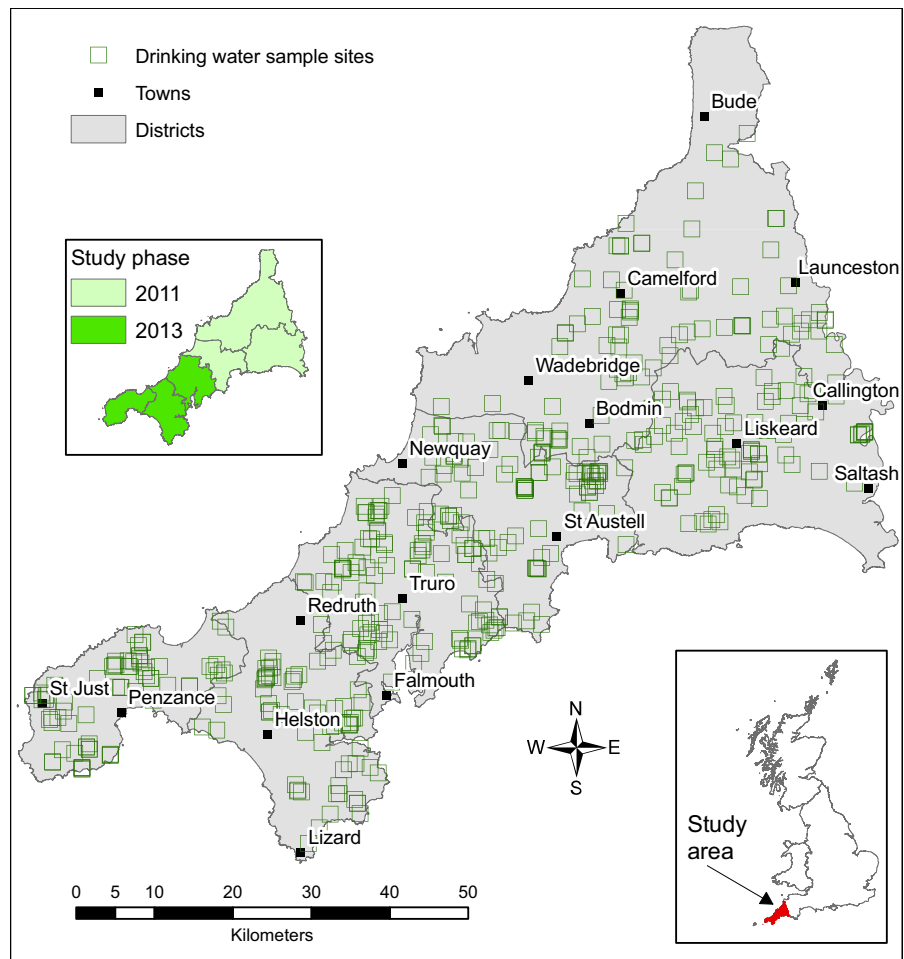 Drinking water sample sites
Towns
Districts
Study phase
2011
2013
Bude
Launceston
Camelford
Wadebridge
Callington
Bodmin
Liskeard
Newquay
Saltash
St Austell
Truro
Redruth
St Just
Penzance
Falmouth
Helston
Lizard
N
W E
S
Study
area
0 5 10 20 30 40 50
Kilometers